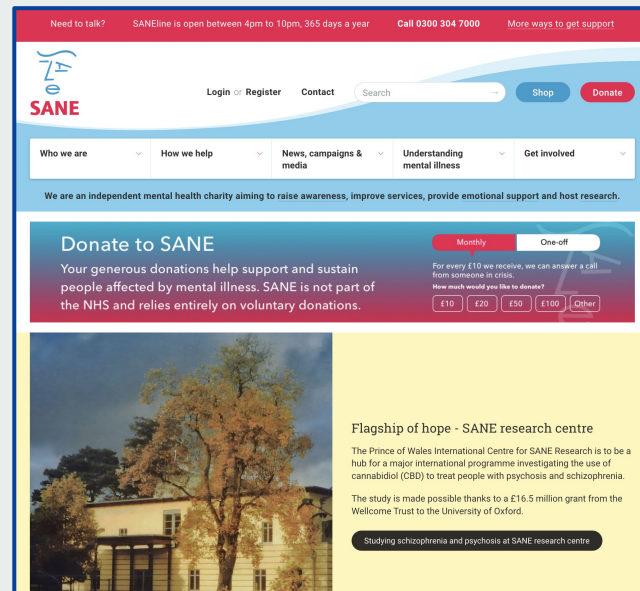 Need to talk? SANEline is open between 4pm to 10pm, 365 days a year Call 0300 304 7000 More ways to get support
SANE
Login or Register Contact Search → Shop Donate
Who we are How we help News, campaigns & media Understanding mental illness Get involved
We are an independent mental health charity aiming to raise awareness, improve services, provide emotional support and host research.
Donate to SANE
Your generous donations help support and sustain
people affected by mental illness. SANE is not part of
the NHS and relies entirely on voluntary donations.
Monthly One-off
For every £10 we receive, we can answer a call
from someone in crisis.
How much would you like to donate?
£10 £20 £50 £100 Other
Flagship of hope - SANE research centre
The Prince of Wales International Centre for SANE Research is to be a
hub for a major international programme investigating the use of
cannabidiol (CBD) to treat people with psychosis and schizophrenia.
The study is made possible thanks to a £16.5 million grant from the
Wellcome Trust to the University of Oxford.
Studying schizophrenia and psychosis at SANE research centre